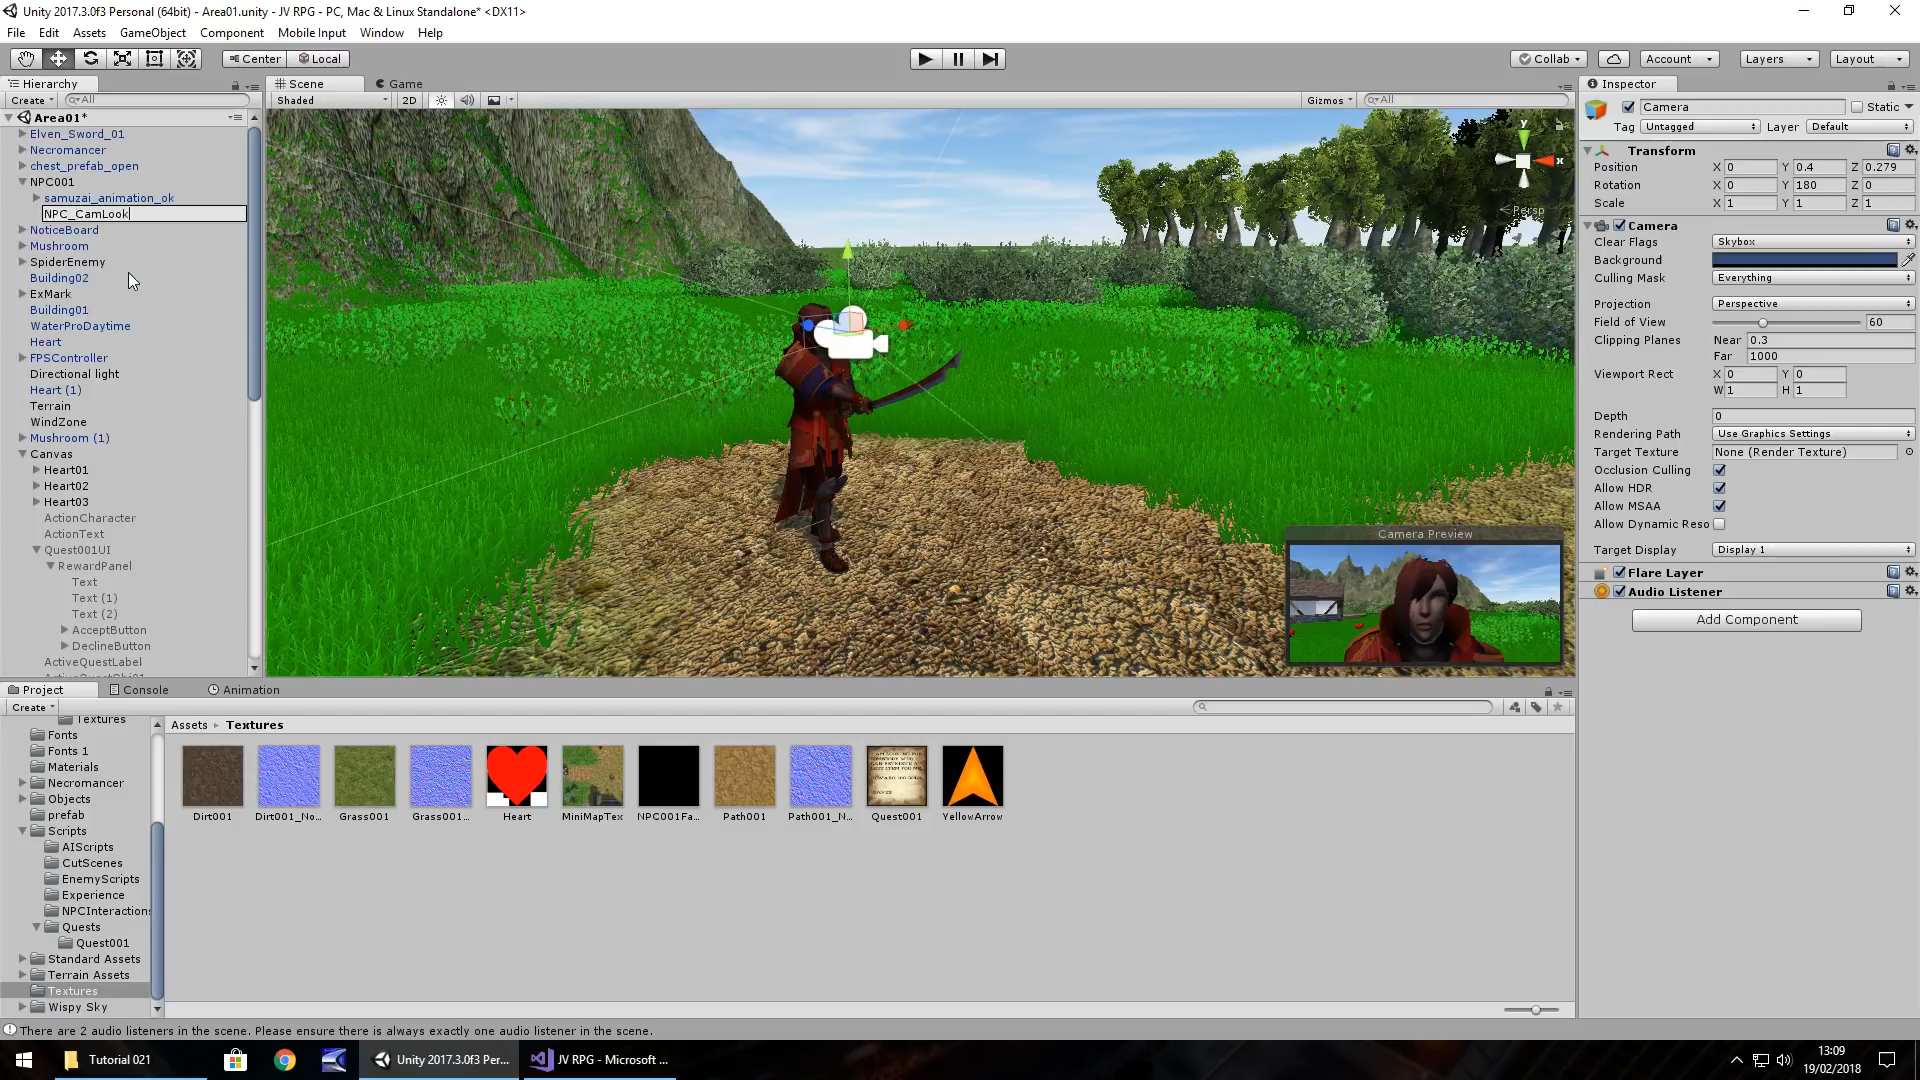 Unity 2017.3.0f3 Personal (64bit) - Area01.unity - JV RPG - PC, Mac & Linux Standalone* <DX11>
File Edit Assets GameObject Component Mobile Input Window Help
Center Local Collab Account Layers Layout
Hierarchy
Create All
Area01*
Elven_Sword_01
Necromancer
chest_prefab_open
NPC001
samuzai_animation_ok
NPC_CamLook
NoticeBoard
Mushroom
SpiderEnemy
Building02
ExMark
Building01
WaterProDaytime
Heart
FPSController
Directional light
Heart (1)
Terrain
WindZone
Mushroom (1)
Canvas
Heart01
Heart02
Heart03
ActionCharacter
ActionText
Quest001UI
RewardPanel
Text
Text (1)
Text (2)
AcceptButton
DeclineButton
ActiveQuestLabel
Scene Game
Shaded 2D Gizmos All
y
x
Persp
Camera Preview
Inspector
Camera Static
Tag Untagged Layer Default
Transform
Position X 0 Y 0.4 Z 0.279
Rotation X 0 Y 180 Z 0
Scale X 1 Y 1 Z 1
Camera
Clear Flags Skybox
Background
Culling Mask Everything
Projection Perspective
Field of View 60
Clipping Planes Near 0.3
Far 1000
Viewport Rect X 0 Y 0
W 1 H 1
Depth 0
Rendering Path Use Graphics Settings
Target Texture None (Render Texture)
Occlusion Culling
Allow HDR
Allow MSAA
Allow Dynamic Reso
Target Display Display 1
Flare Layer
Audio Listener
Add Component
Project Console Animation
Create
Textures
Fonts
Fonts 1
Materials
Necromancer
Objects
prefab
Scripts
AIScripts
CutScenes
EnemyScripts
Experience
NPCInteractions
Quests
Quest001
Standard Assets
Terrain Assets
Textures
Wispy Sky
Assets Textures
Dirt001 Dirt001_No... Grass001 Grass001... Heart MiniMapTex NPC001Fa... Path001 Path001_N... Quest001 YellowArrow
There are 2 audio listeners in the scene. Please ensure there is always exactly one audio listener in the scene.
Tutorial 021 Unity 2017.3.0f3 Per... JV RPG - Microsoft ...
13:09
19/02/2018